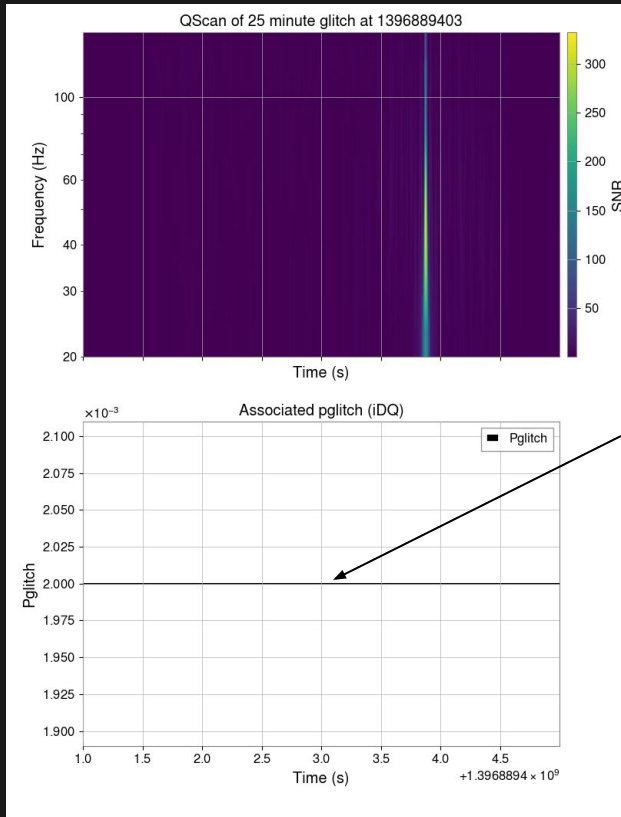 QScan of 25 minute glitch at 1396889403
Frequency (Hz)
100
60
40
30
20
Time (s)
300
250
200
150
100
50
SNR
×10⁻³
Associated pglitch (iDQ)
Pglitch
2.100
2.075
2.050
2.025
2.000
1.975
1.950
1.925
1.900
Pglitch
1.0 1.5 2.0 2.5 3.0 3.5 4.0 4.5
Time (s)
+1.3968894 × 10⁹